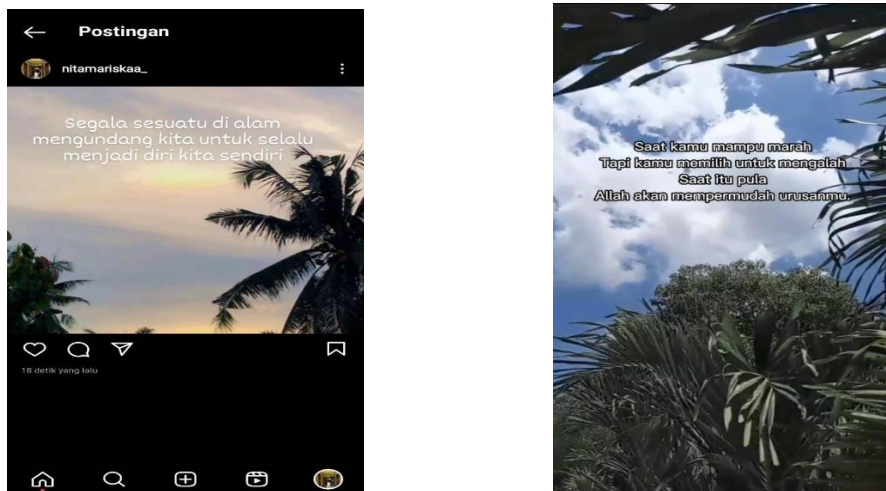 Postingan
nitamariskaa_
Segala sesuatu di alam
mengundang kita untuk selalu
menjadi diri kita sendiri
18 detik yang lalu
Saat kamu mampu marah
Tapi kamu memilih untuk mengalah
Saat itu pula
Allah akan mempermudah urusanmu.